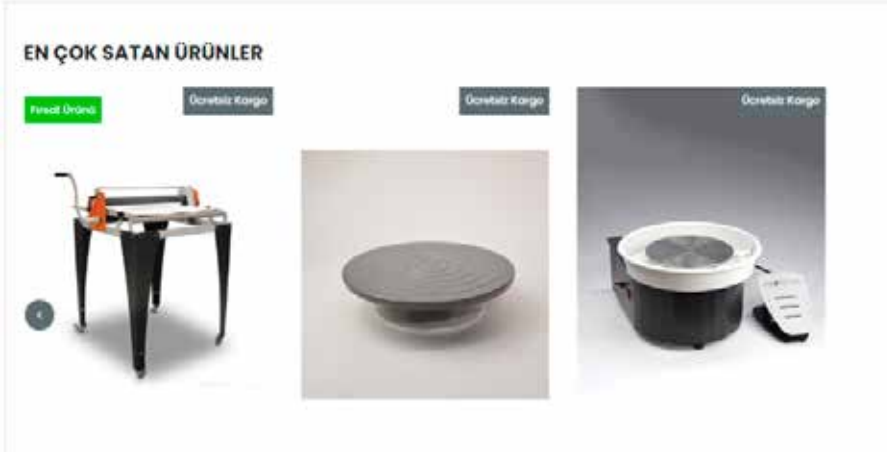 EN ÇOK SATAN ÜRÜNLER
Fırsat Ürünü
Ücretsiz Kargo
Ücretsiz Kargo
Ücretsiz Kargo